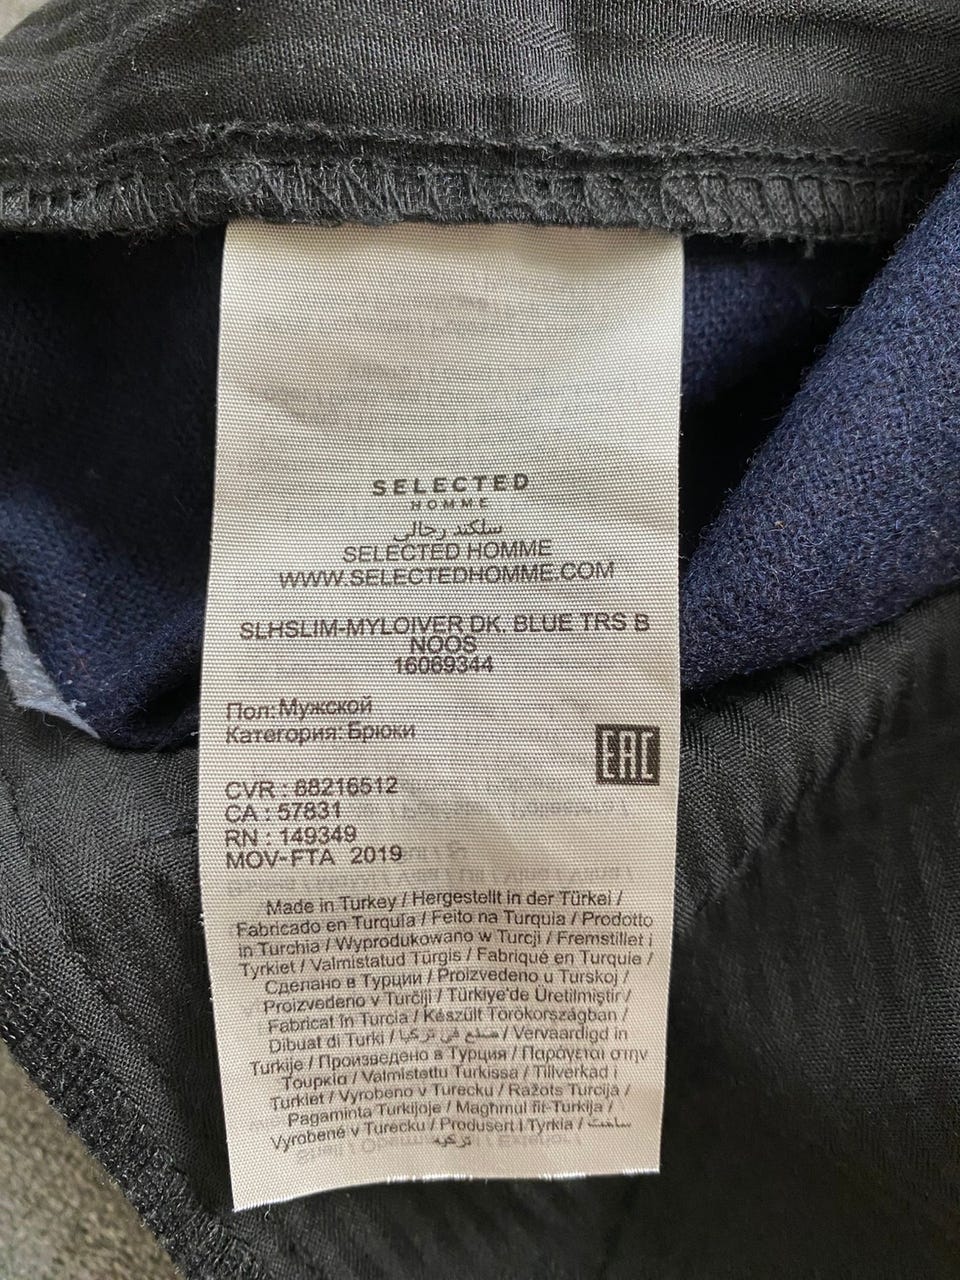 SELECTED
HOMME
سلكتد رجالي
SELECTED HOMME
WWW.SELECTEDHOMME.COM
SLHSLIM-MYLOIVER DK. BLUE TRS B
NOOS
16069344
Пол: Мужской
Категория: Брюки
EAC
CVR : 88216512
CA : 57831
RN : 149349
MOV-FTA 2019
Made in Turkey / Hergestellt in der Türkei /
Fabricado en Turquía / Feito na Turquia / Prodotto
in Turchia / Wyprodukowano w Turcji / Fremstillet i
Tyrkiet / Valmistatud Türgis / Fabriqué en Turquie /
Сделано в Турции / Proizvedeno u Turskoj /
Proizvedeno v Turčiji / Türkiye'de Üretilmiştir /
Fabricat în Turcia / Készült Törökországban /
Dibuat di Turki / صنع في تركيا / Vervaardigd in
Turkije / Произведено в Турция / Παράγεται στην
Τουρκία / Valmistettu Turkissa / Tillverkad i
Turkiet / Vyrobeno v Turecku / Ražots Turcijā /
Pagaminta Turkijoje / Magħmul fit-Turkija /
Vyrobené v Turecku / Produsert i Tyrkia / ساخت
ترکیه